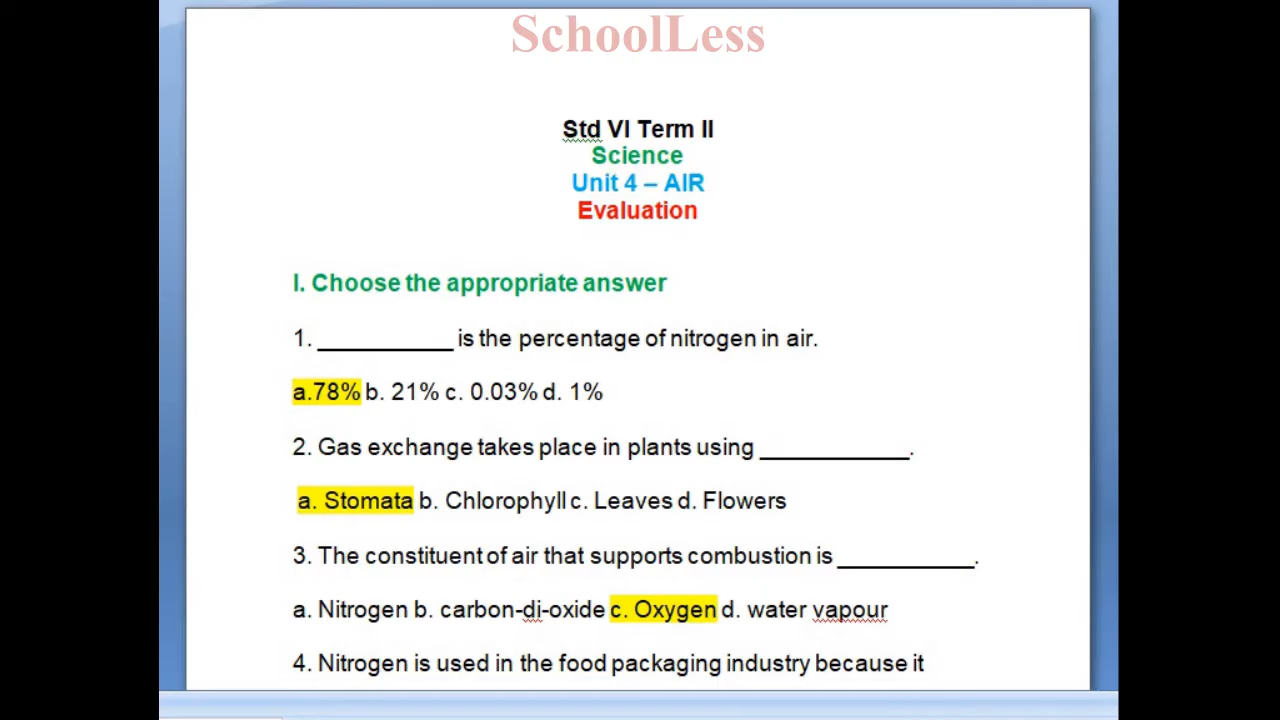 SchoolLess
Std VI Term II
Science
Unit 4 – AIR
Evaluation
I. Choose the appropriate answer
1. ___________ is the percentage of nitrogen in air.
a.78% b. 21% c. 0.03% d. 1%
2. Gas exchange takes place in plants using ____________.
a. Stomata b. Chlorophyll c. Leaves d. Flowers
3. The constituent of air that supports combustion is ___________.
a. Nitrogen b. carbon-di-oxide c. Oxygen d. water vapour
4. Nitrogen is used in the food packaging industry because it